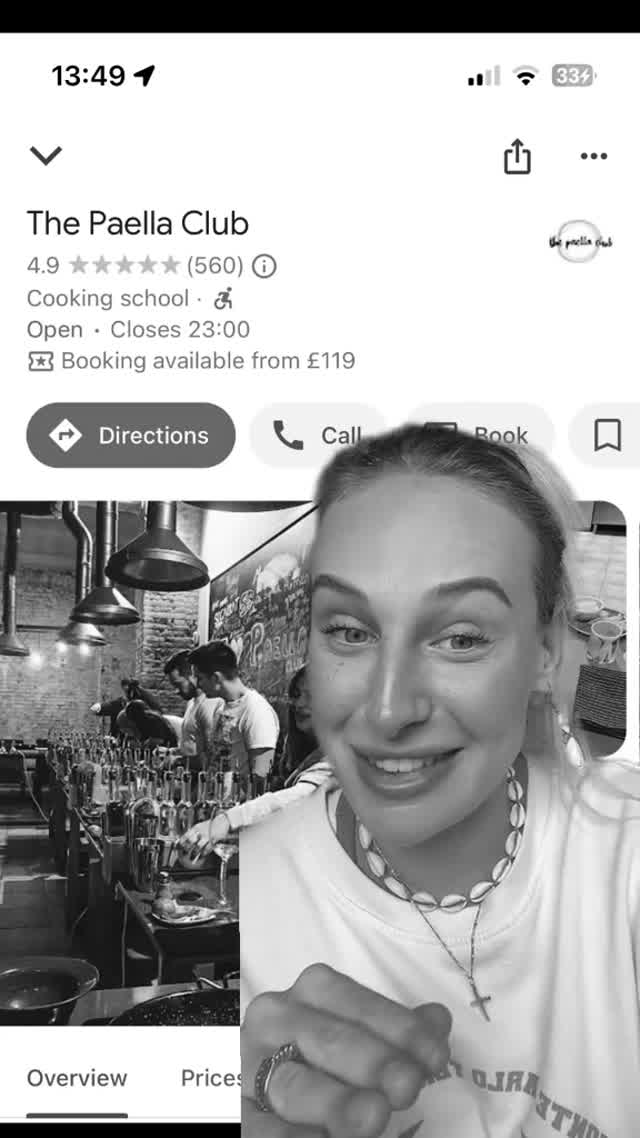 13:49
33
The Paella Club
the paella club
4.9 (560)
Cooking school ·
Open · Closes 23:00
Booking available from £119
Directions
Call
Book
Overview
Prices